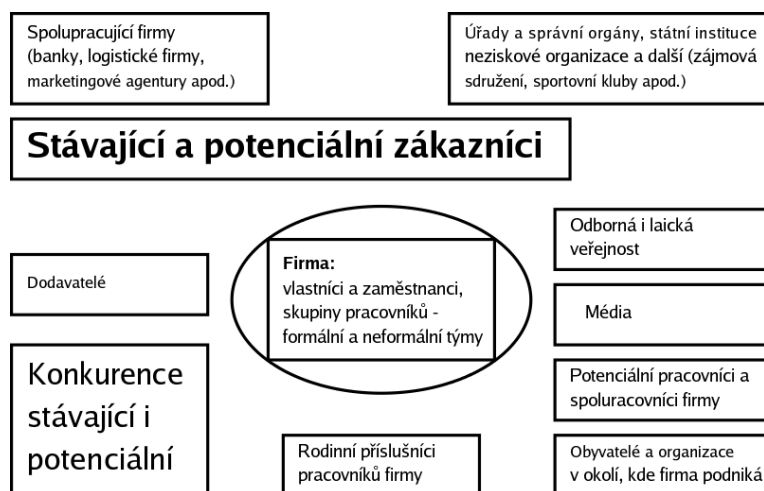 Spolupracující firmy
(banky, logistické firmy,
marketingové agentury apod.)
Úřady a správní orgány, státní instituce
neziskové organizace a další (zájmová
sdružení, sportovní kluby apod.)
Stávající a potenciální zákazníci
Dodavatelé
Firma:
vlastníci a zaměstnanci,
skupiny pracovníků -
formální a neformální týmy
Odborná i laická
veřejnost
Média
Konkurence
stávající i
potenciální
Rodinní příslušníci
pracovníků firmy
Potenciální pracovníci a
spoluracovníci firmy
Obyvatelé a organizace
v okolí, kde firma podniká